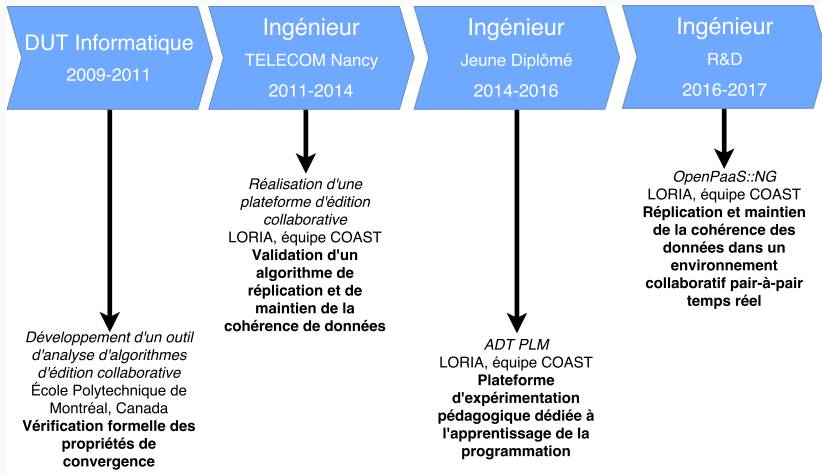 DUT Informatique
2009-2011
Ingénieur
TELECOM Nancy
2011-2014
Ingénieur
Jeune Diplômé
2014-2016
Ingénieur
R&D
2016-2017
Développement d'un outil
d'analyse d'algorithmes
d'édition collaborative
École Polytechnique de
Montréal, Canada
Vérification formelle des
propriétés de
convergence
Réalisation d'une
plateforme d'édition
collaborative
LORIA, équipe COAST
Validation d'un
algorithme de
réplication et de
maintien de la
cohérence de données
ADT PLM
LORIA, équipe COAST
Plateforme
d'expérimentation
pédagogique dédiée à
l'apprentissage de la
programmation
OpenPaaS::NG
LORIA, équipe COAST
Réplication et maintien
de la cohérence des
données dans un
environnement
collaboratif pair-à-pair
temps réel